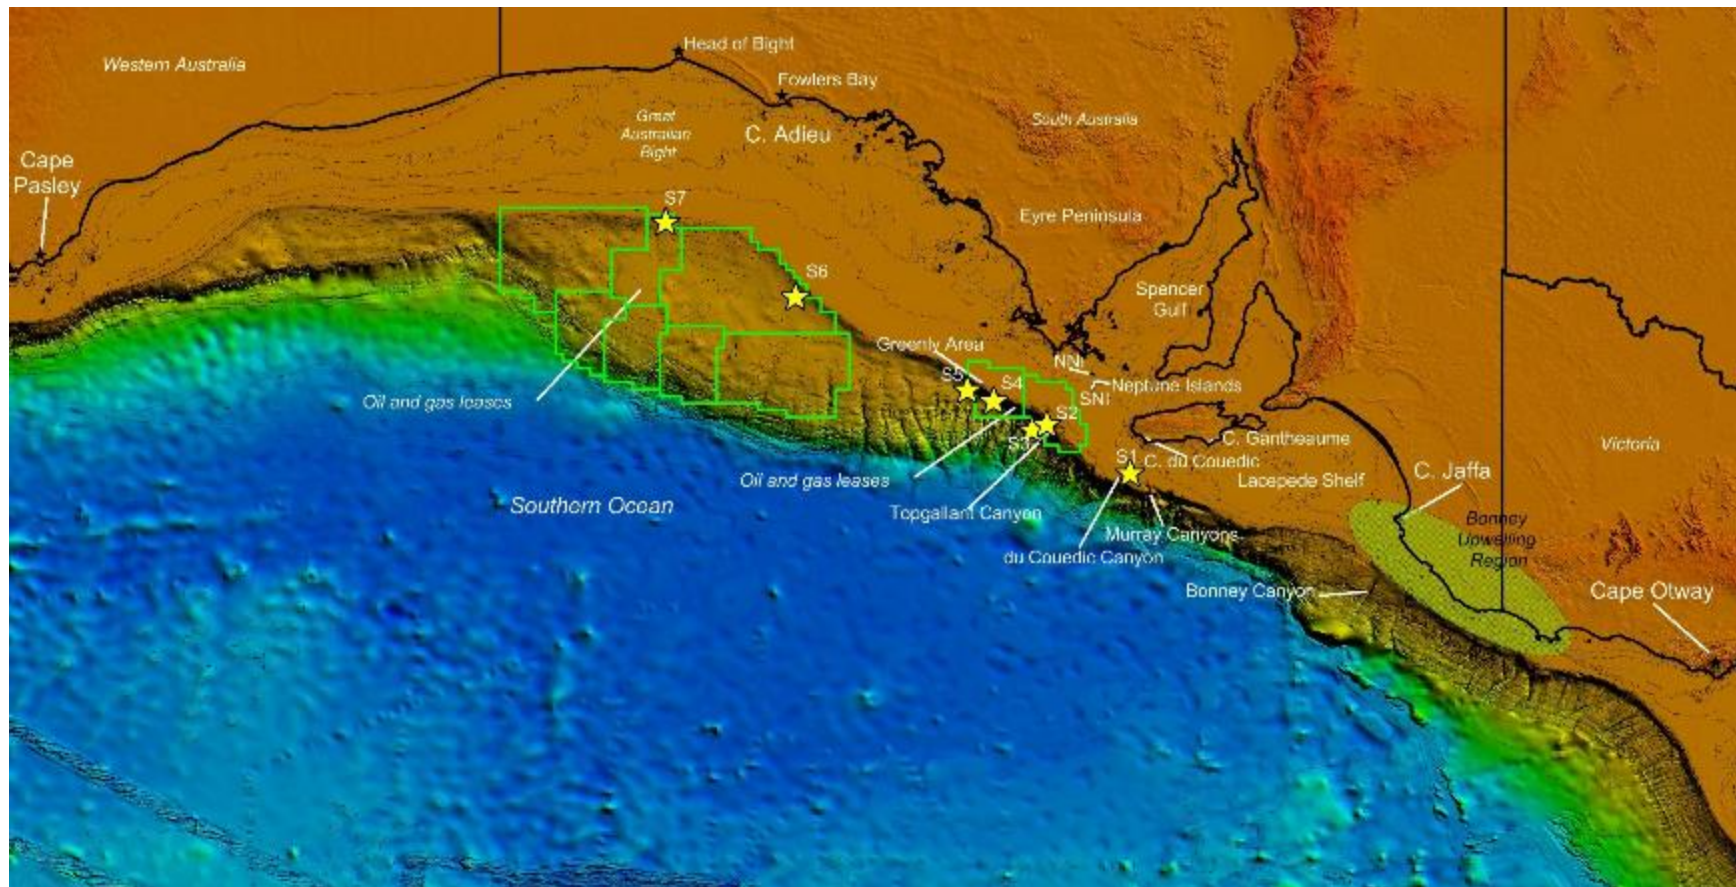 Head of Bight
Western Australia
Fowlers Bay
Great
Australian
Bight
C. Adieu
South Australia
Cape
Pasley
S7
Eyre Peninsula
S6
Spencer
Gulf
Greenly Area
NNI
Neptune Islands
S5
S4
SNI
Oil and gas leases
S2
S3
C. Gantheaume
Victoria
S1
C. du Couedic
C. Jaffa
Oil and gas leases
Lacepede Shelf
Southern Ocean
Topgallant Canyon
Bonney
Upwelling
Region
Murray Canyons
du Couedic Canyon
Bonney Canyon
Cape Otway